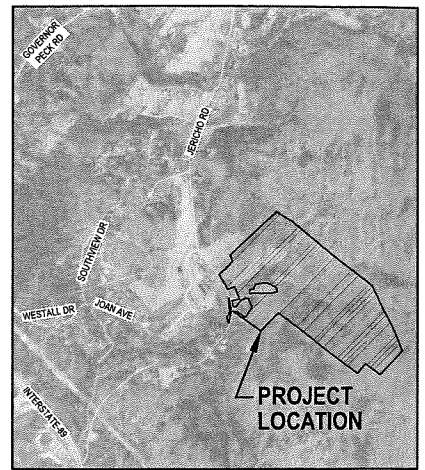 GOVERNOR
PECK RD
JERICHO RD
SOUTHVIEW DR
WESTALL DR
JOAN AVE
INTERSTATE-89
PROJECT
LOCATION